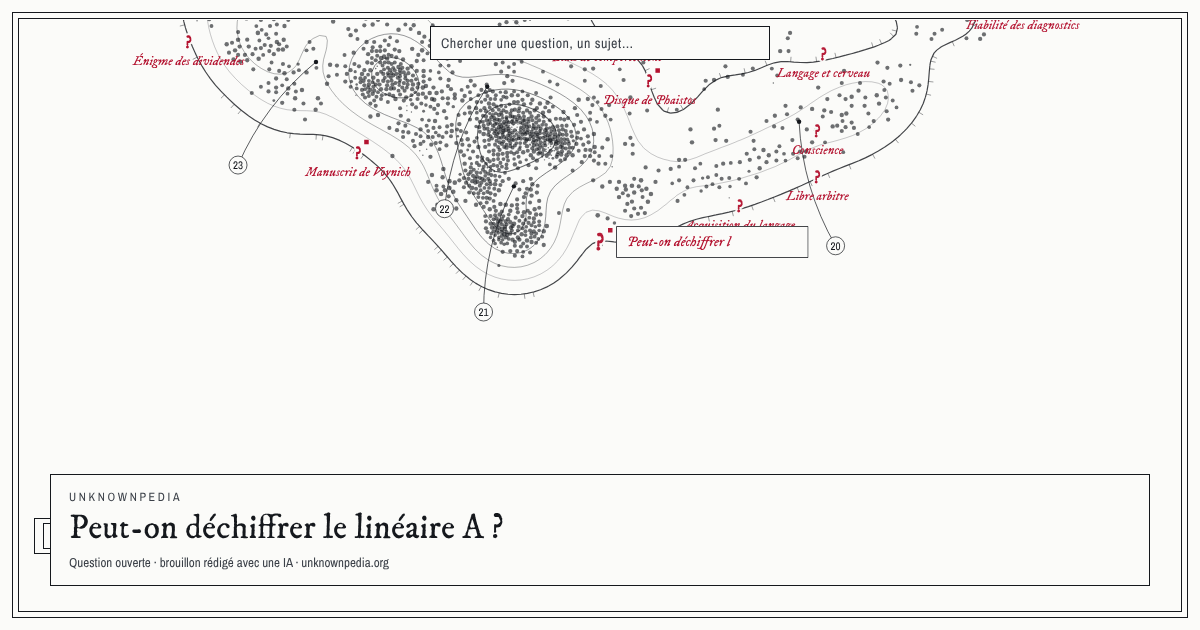 Fiabilité des diagnostics
Chercher une question, un sujet…
?
Énigme des dividendes
?
Langage et cerveau
?
Disque de Phaistos
?
Conscience
?
Manuscrit de Voynich
23
?
Libre arbitre
22
?
Acquisition du langage
?
Peut-on déchiffrer l
20
21
UNKNOWNPEDIA
Peut-on déchiffrer le linéaire A ?
Question ouverte · brouillon rédigé avec une IA · unknownpedia.org